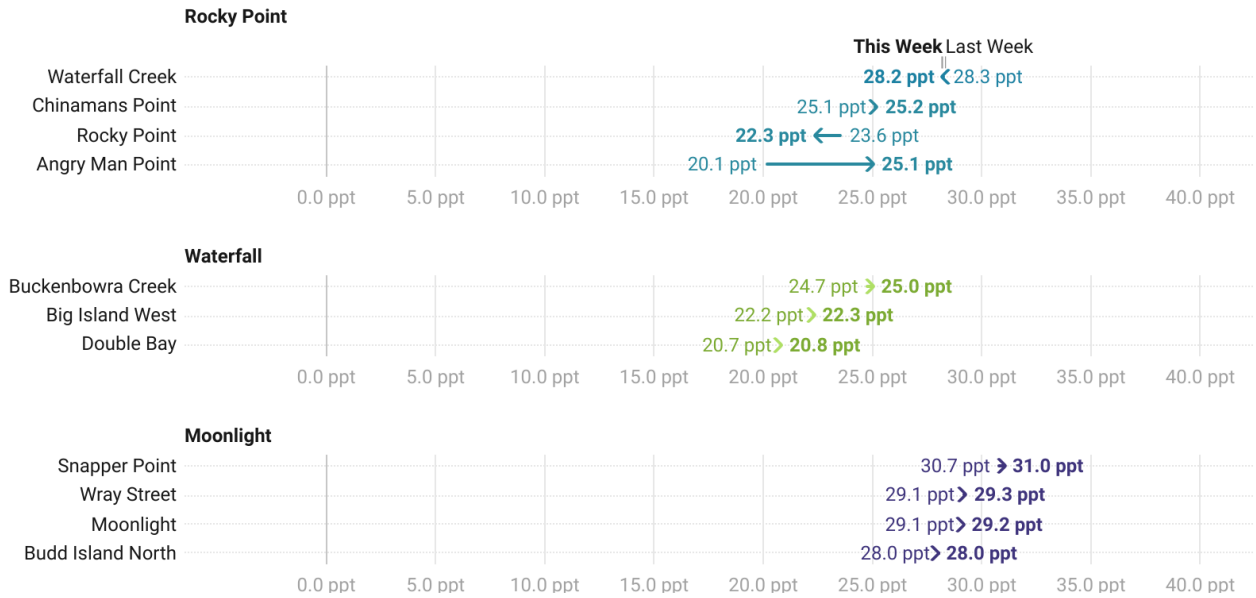 Rocky Point
This Week Last Week
Waterfall Creek 28.2 ppt 28.3 ppt
Chinamans Point 25.1 ppt 25.2 ppt
Rocky Point 22.3 ppt 23.6 ppt
Angry Man Point 20.1 ppt 25.1 ppt
0.0 ppt 5.0 ppt 10.0 ppt 15.0 ppt 20.0 ppt 25.0 ppt 30.0 ppt 35.0 ppt 40.0 ppt
Waterfall
Buckenbowra Creek 24.7 ppt 25.0 ppt
Big Island West 22.2 ppt 22.3 ppt
Double Bay 20.7 ppt 20.8 ppt
0.0 ppt 5.0 ppt 10.0 ppt 15.0 ppt 20.0 ppt 25.0 ppt 30.0 ppt 35.0 ppt 40.0 ppt
Moonlight
Snapper Point 30.7 ppt 31.0 ppt
Wray Street 29.1 ppt 29.3 ppt
Moonlight 29.1 ppt 29.2 ppt
Budd Island North 28.0 ppt 28.0 ppt
0.0 ppt 5.0 ppt 10.0 ppt 15.0 ppt 20.0 ppt 25.0 ppt 30.0 ppt 35.0 ppt 40.0 ppt